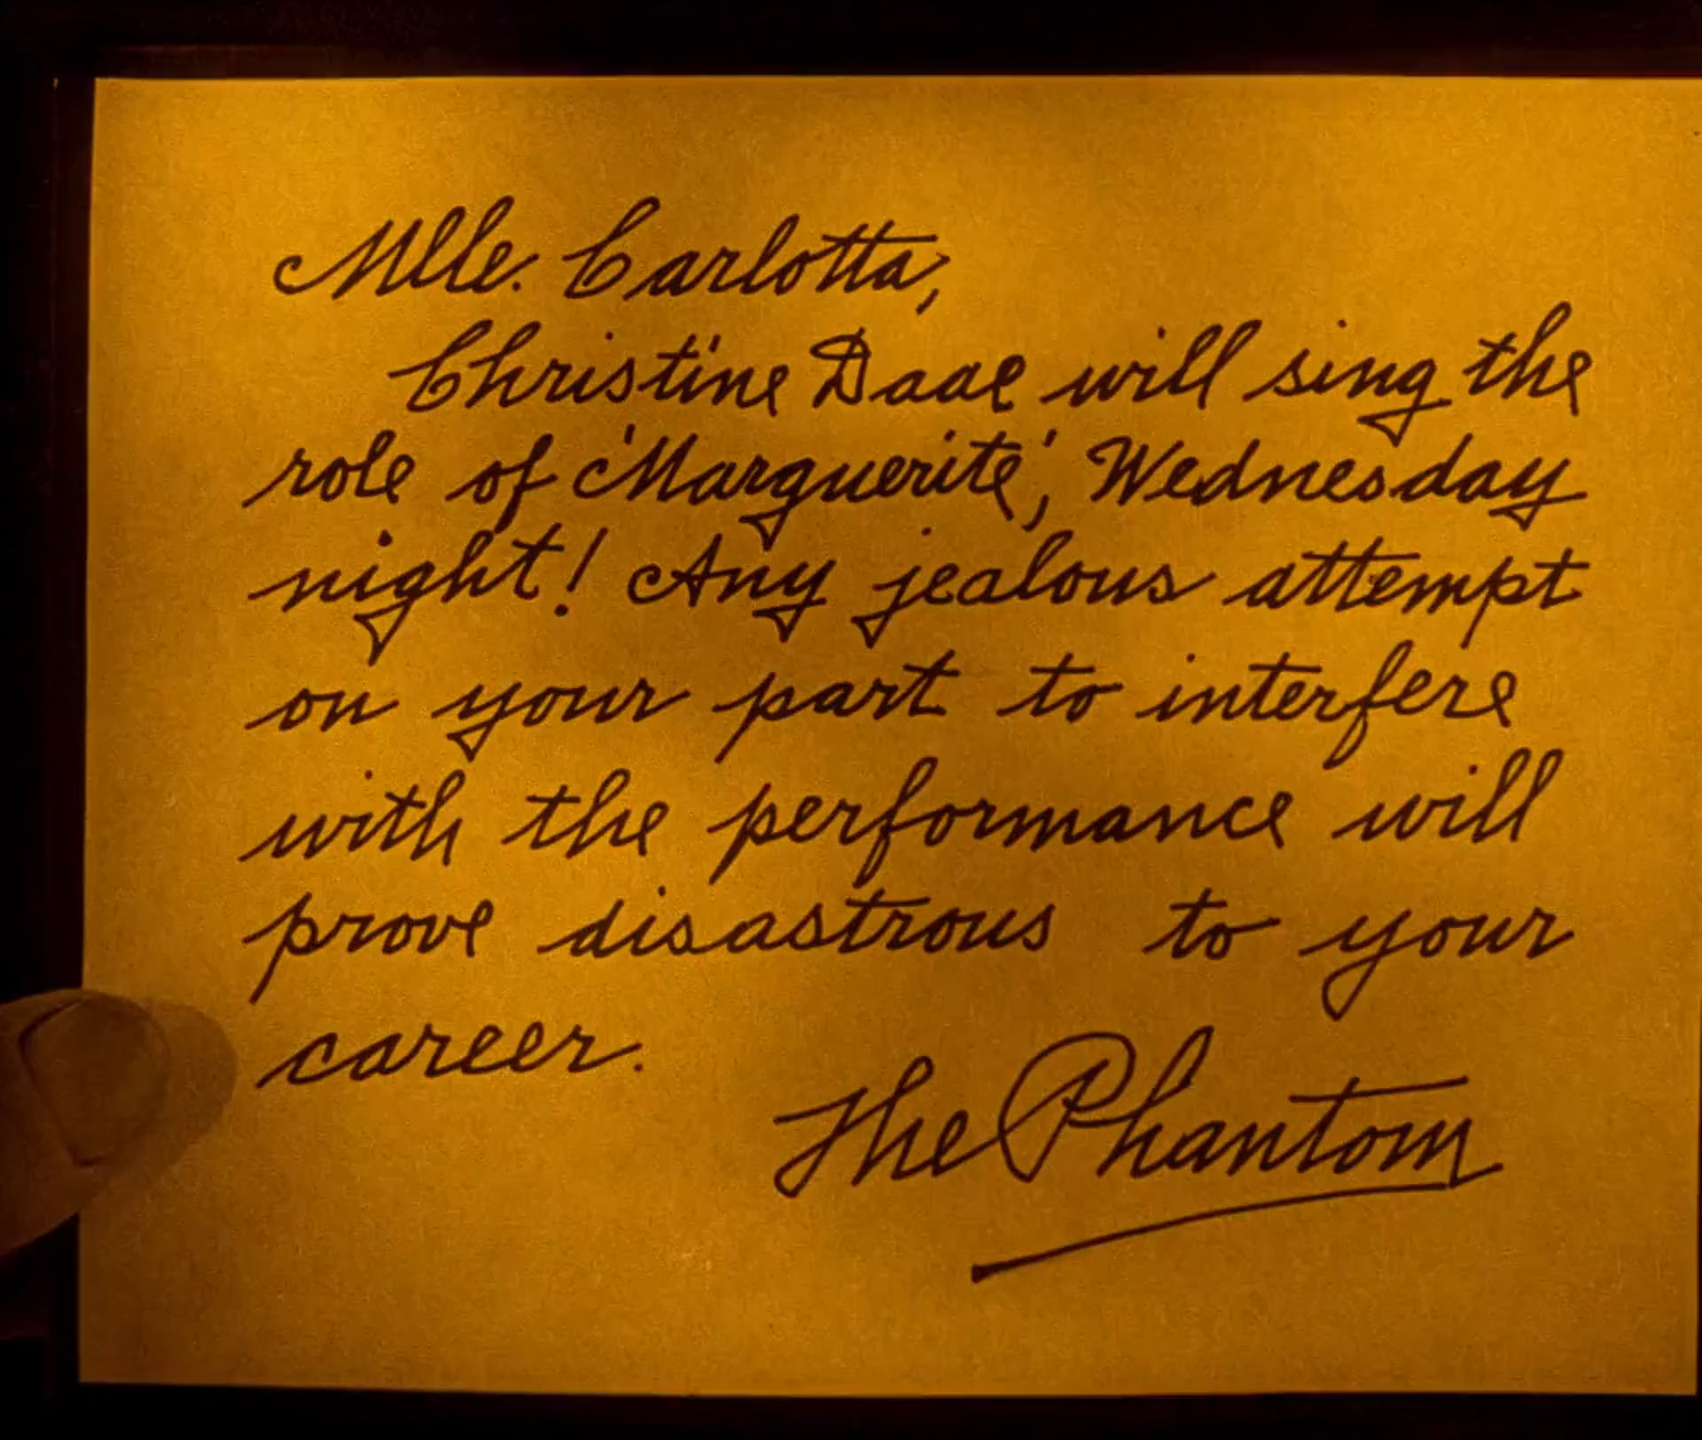 Mlle. Carlotta,
Christine Daae will sing the
role of 'Marguerite', Wednesday
night! Any jealous attempt
on your part to interfere
with the performance will
prove disastrous to your
career.
The Phantom